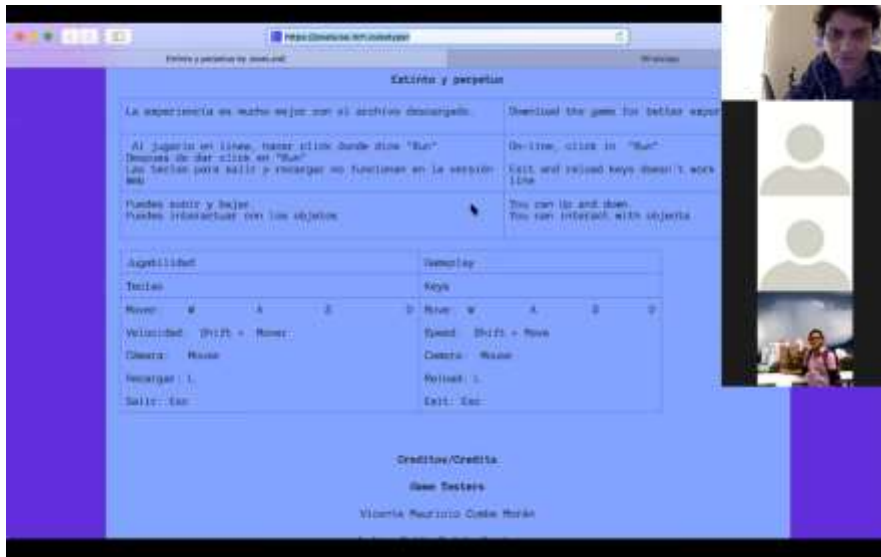 WhatsApp
Extinto y perpetuo
La experiencia es mucho mejor con el archivo descargado.
Download the game for better
Al jugarlo en linea, hacer click donde dice "Run"
Despues de dar click en "Run"
Las teclas para salir y recargar no funcionan en la versión
Web
On-line, click in "Run"
Exit and reload keys doesn't work
line
Puedes subir y bajar
Puedes interactuar con los objetos
You can Up and down.
You can interact with objects
Jugabilidad
Gameplay
Teclas
Keys
Mover: W A S D
Move: W A S D
Velocidad: Shift + Mover
Speed: Shift + Move
Cámara: Mouse
Camera: Mouse
Recargar: L
Reload: L
Salir: Esc
Exit: Esc
Creditos/Credits
Game Testers
Mauricio Morán